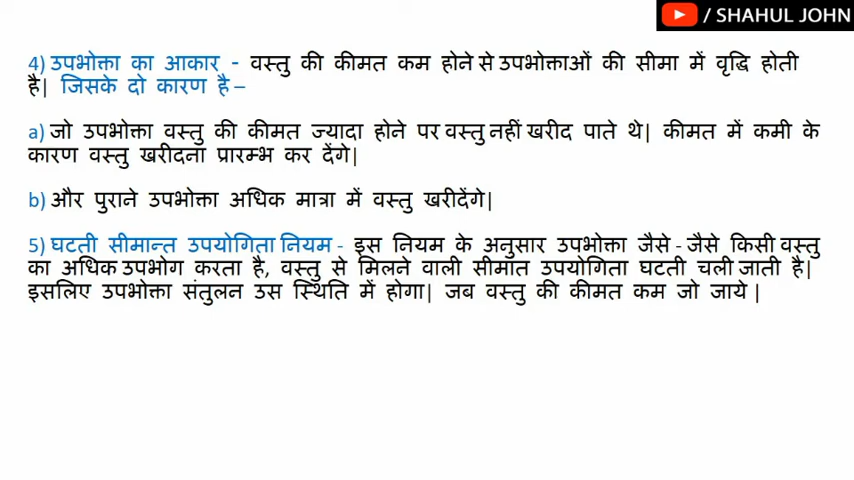 / SHAHUL JOHN
4) उपभोक्ता का आकार - वस्तु की कीमत कम होने से उपभोक्ताओं की सीमा में वृद्धि होती
है| जिसके दो कारण है –
a) जो उपभोक्ता वस्तु की कीमत ज्यादा होने पर वस्तु नहीं खरीद पाते थे| कीमत में कमी के
कारण वस्तु खरीदना प्रारम्भ कर देंगे|
b) और पुराने उपभोक्ता अधिक मात्रा में वस्तु खरीदेंगे|
5) घटती सीमान्त उपयोगिता नियम - इस नियम के अनुसार उपभोक्ता जैसे - जैसे किसी वस्तु
का अधिक उपभोग करता है, वस्तु से मिलने वाली सीमांत उपयोगिता घटती चली जाती है|
इसलिए उपभोक्ता संतुलन उस स्थिति में होगा| जब वस्तु की कीमत कम जो जाये |